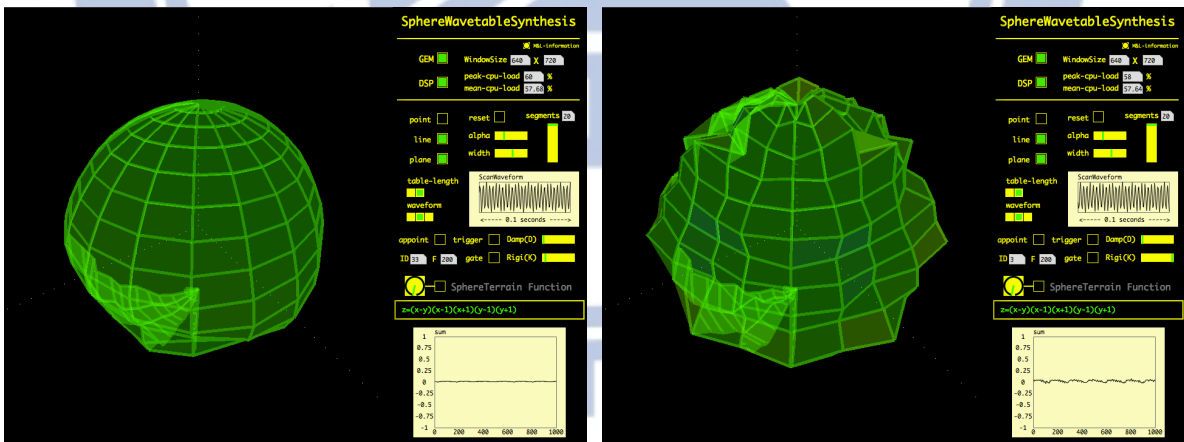 SphereWavetableSynthesis
M&L-information
GEM WindowSize 640 X 720
DSP peak-cpu-load 60 %
mean-cpu-load 57.68 %
point reset segments 20
line alpha
plane width
table-length
waveform
ScanWaveform
<----- 0.1 seconds ----->
appoint trigger Damp(D)
ID 33 F 200 gate Rigi(K)
SphereTerrain Function
z=(x-y)(x-1)(x+1)(y-1)(y+1)
sum
1
0.75
0.5
0.25
0
-0.25
-0.5
-0.75
-1
0 200 400 600 800 1000
SphereWavetableSynthesis
M&L-information
GEM WindowSize 640 X 720
DSP peak-cpu-load 58 %
mean-cpu-load 57.64 %
point reset segments 20
line alpha
plane width
table-length
waveform
ScanWaveform
<----- 0.1 seconds ----->
appoint trigger Damp(D)
ID 3 F 200 gate Rigi(K)
SphereTerrain Function
z=(x-y)(x-1)(x+1)(y-1)(y+1)
sum
1
0.75
0.5
0.25
0
-0.25
-0.5
-0.75
-1
0 200 400 600 800 1000